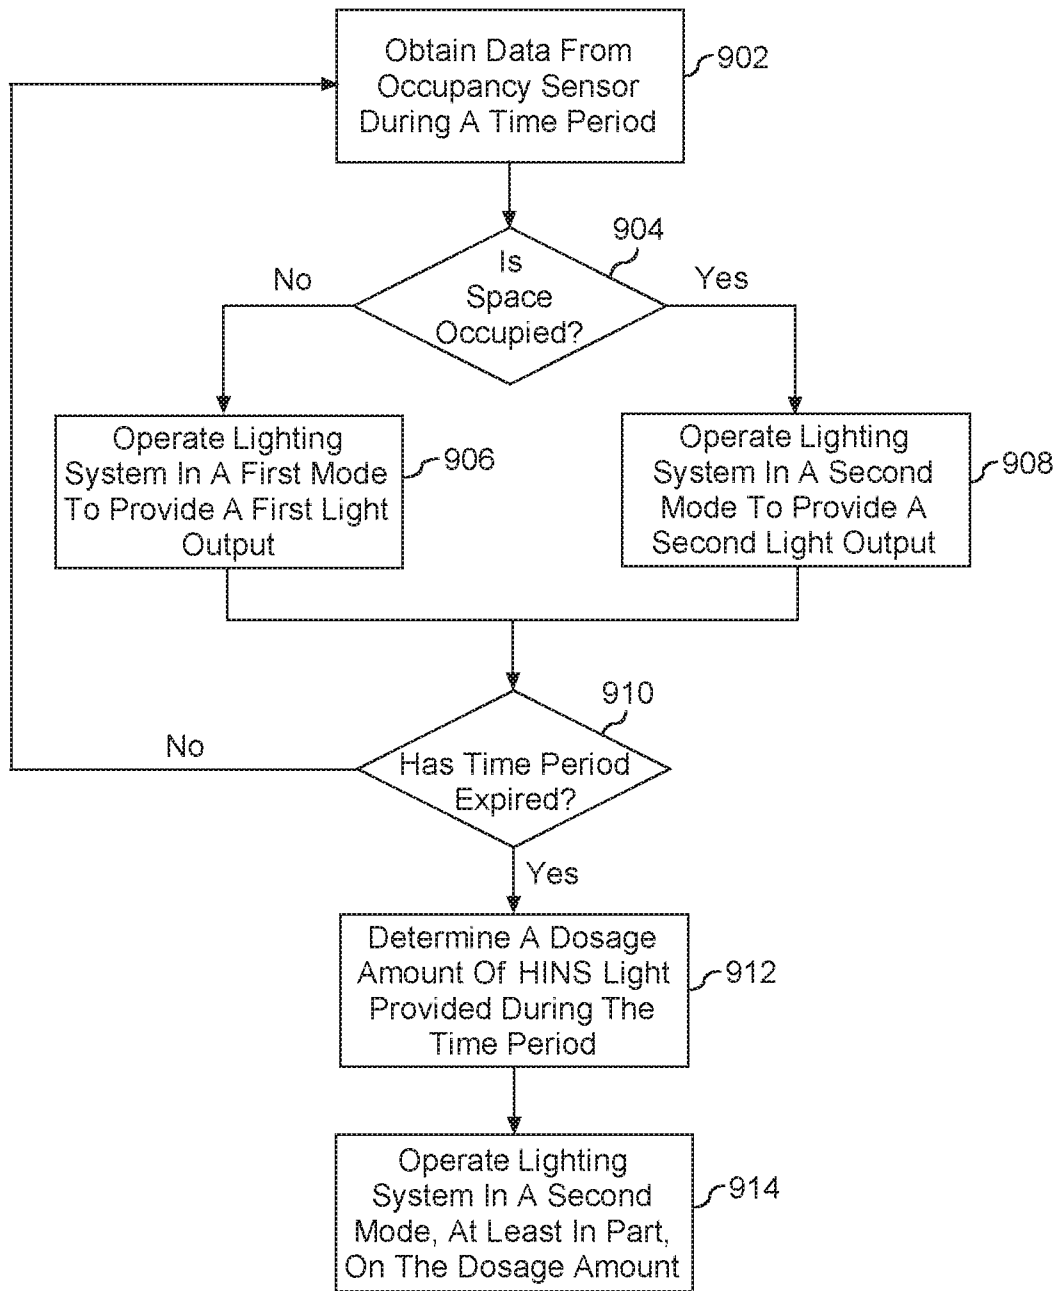 Obtain Data From
Occupancy Sensor
During A Time Period
902
904
Is
Space
Occupied?
No
Yes
Operate Lighting
System In A First Mode
To Provide A First Light
Output
906
Operate Lighting
System In A Second
Mode To Provide A
Second Light Output
908
910
No
Has Time Period
Expired?
Yes
Determine A Dosage
Amount Of HINS Light
Provided During The
Time Period
912
Operate Lighting
System In A Second
Mode, At Least In Part,
On The Dosage Amount
914